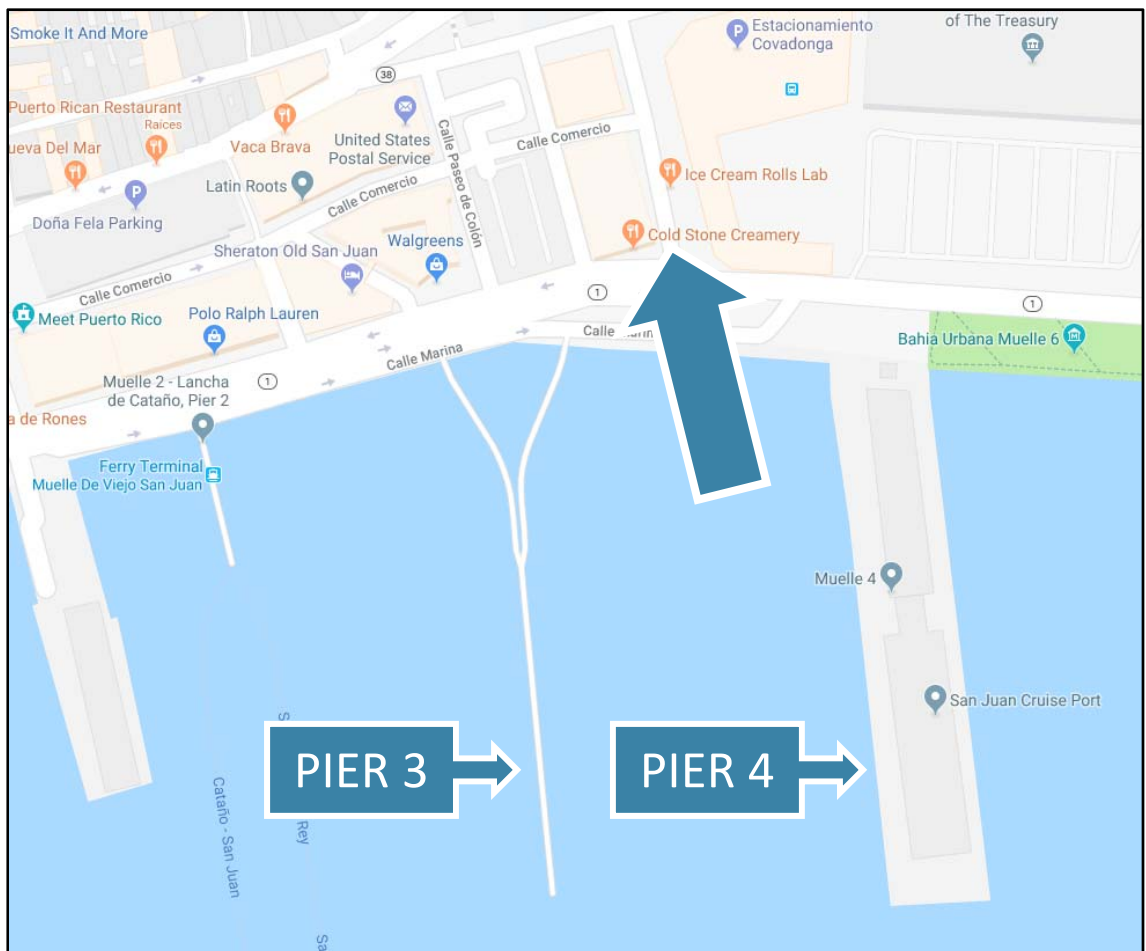 Smoke It And More
Estacionamiento
Covadonga
of The Treasury
38
Puerto Rican Restaurant
Raices
ueva Del Mar
Vaca Brava
United States
Postal Service
Calle Paseo de Colón
Calle Comercio
Latin Roots
Calle Comercio
Ice Cream Rolls Lab
P
P
Doña Fela Parking
Cold Stone Creamery
Sheraton Old San Juan
Walgreens
Calle Comercio
1
1
Meet Puerto Rico
Polo Ralph Lauren
Calle Marina
Calle
Bahia Urbana Muelle 6
Muelle 2 - Lancha
de Cataño, Pier 2
1
a de Rones
Ferry Terminal
Muelle De Viejo San Juan
Muelle 4
San Juan Cruise Port
PIER 3
PIER 4
Cataño - San Juan
Rey
Sa